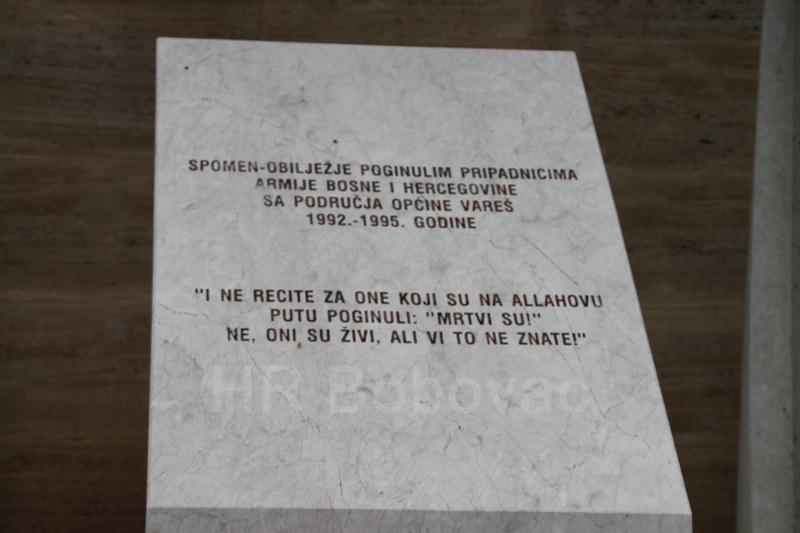 SPOMEN-OBILJEŽJE POGINULIM PRIPADNICIMA
ARMIJE BOSNE I HERCEGOVINE
SA PODRUČJA OPĆINE VAREŠ
1992.-1995. GODINE
"I NE RECITE ZA ONE KOJI SU NA ALLAHOVU
PUTU POGINULI: "MRTVI SU!"
NE, ONI SU ŽIVI, ALI VI TO NE ZNATE!"
HR Bobovac